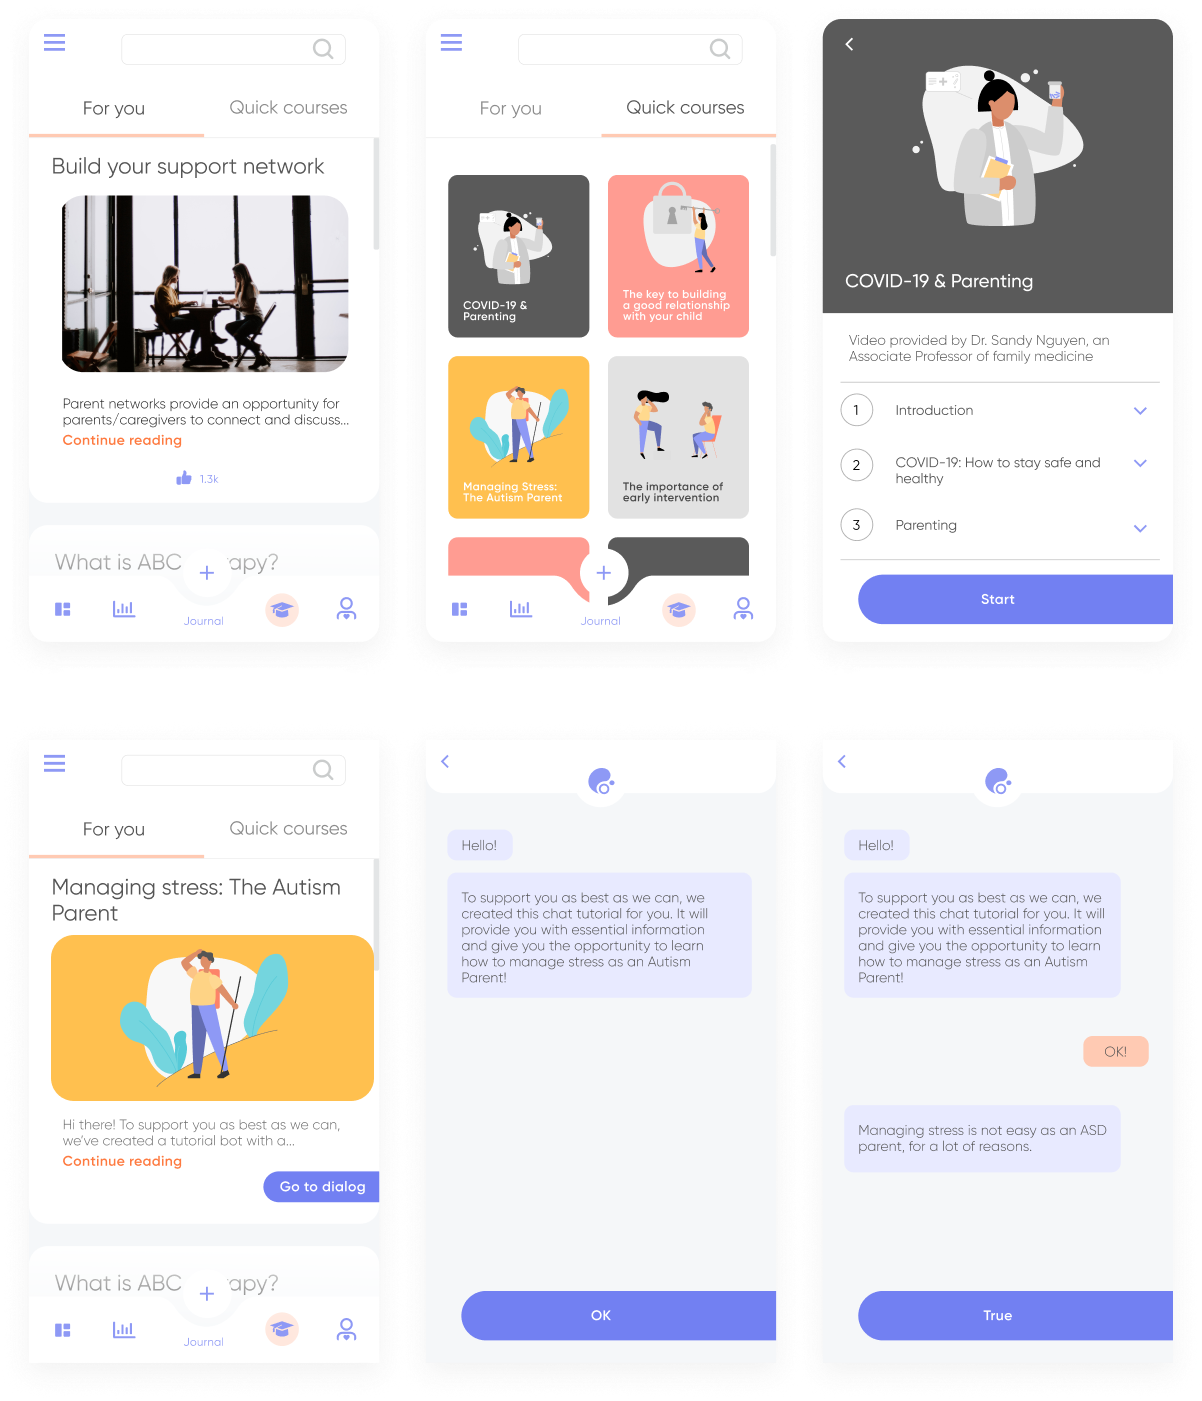 For you
Quick courses
Build your support network
Parent networks provide an opportunity for
parents/caregivers to connect and discuss...
Continue reading
1.3k
What is ABC apy?
+
Journal
For you
Quick courses
COVID-19 &
Parenting
The key to building
a good relationship
with your child
Managing Stress:
The Autism Parent
The importance of
early intervention
+
Journal
COVID-19 & Parenting
Video provided by Dr. Sandy Nguyen, an
Associate Professor of family medicine
1 Introduction
2 COVID-19: How to stay safe and
healthy
3 Parenting
Start
For you
Quick courses
Managing stress: The Autism
Parent
Hi there! To support you as best as we can,
we've created a tutorial bot with a...
Continue reading
Go to dialog
What is ABC apy?
+
Journal
Hello!
To support you as best as we can, we
created this chat tutorial for you. It will
provide you with essential information
and give you the opportunity to learn
how to manage stress as an Autism
Parent!
OK
Hello!
To support you as best as we can, we
created this chat tutorial for you. It will
provide you with essential information
and give you the opportunity to learn
how to manage stress as an Autism
Parent!
OK!
Managing stress is not easy as an ASD
parent, for a lot of reasons.
True